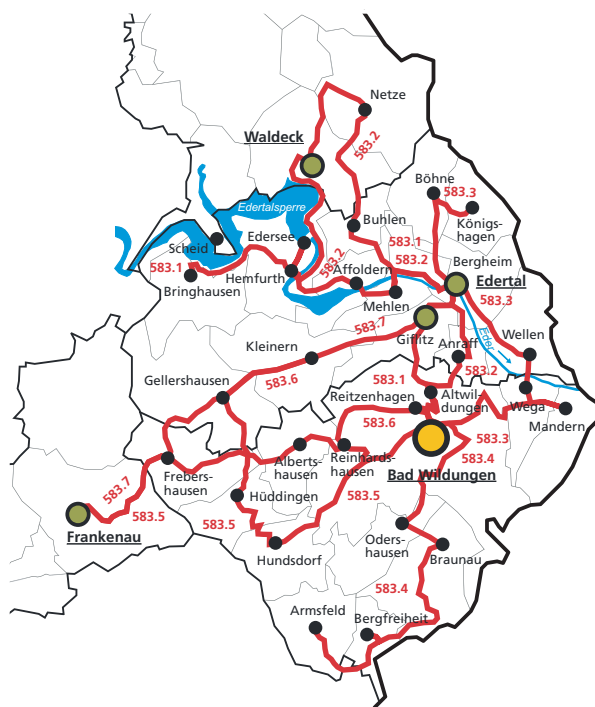 Netze
Waldeck
583.2
Böhne
583.3
Königs-
hagen
Edertalsperre
Buhlen
Scheid
Edersee
583.1
583.2
Bergheim
583.1
Hemfurth
583.2
Affoldern
Edertal
Bringhausen
Mehlen
583.3
583.7
Giflitz
Eder
Wellen
Kleinern
Anraff
583.6
583.2
Gellershausen
583.1
Reitzenhagen
Altwil-
dungen
Wega
583.6
Mandern
583.3
Alberts-
hausen
Reinhards-
hausen
583.4
Frebers-
hausen
Bad Wildungen
583.7
Hüddingen
583.5
583.5
583.5
Frankenau
Oders-
hausen
Hundsdorf
Braunau
583.4
Armsfeld
Bergfreiheit